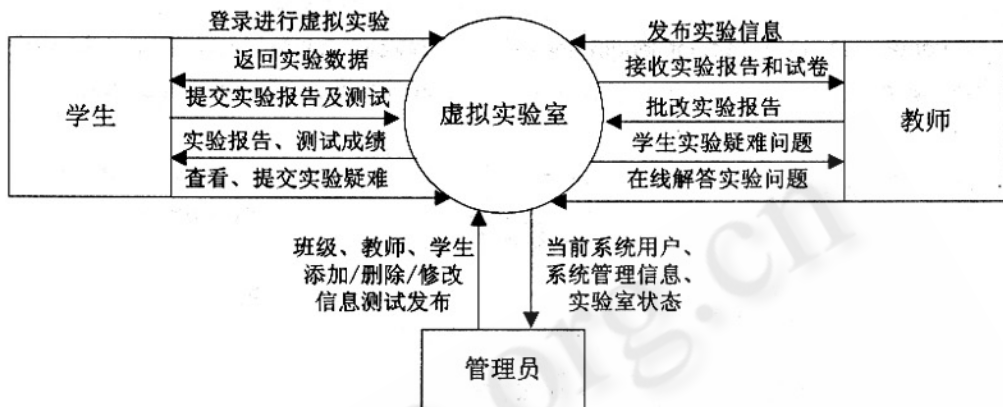 登录进行虚拟实验
返回实验数据
学生
提交实验报告及测试
实验报告、测试成绩
查看、提交实验疑难
虚拟实验室
发布实验信息
接收实验报告和试卷
批改实验报告
教师
学生实验疑难问题
在线解答实验问题
班级、教师、学生
添加/删除/修改
信息测试发布
当前系统用户、
系统管理信息、
实验室状态
管理员
org.cn